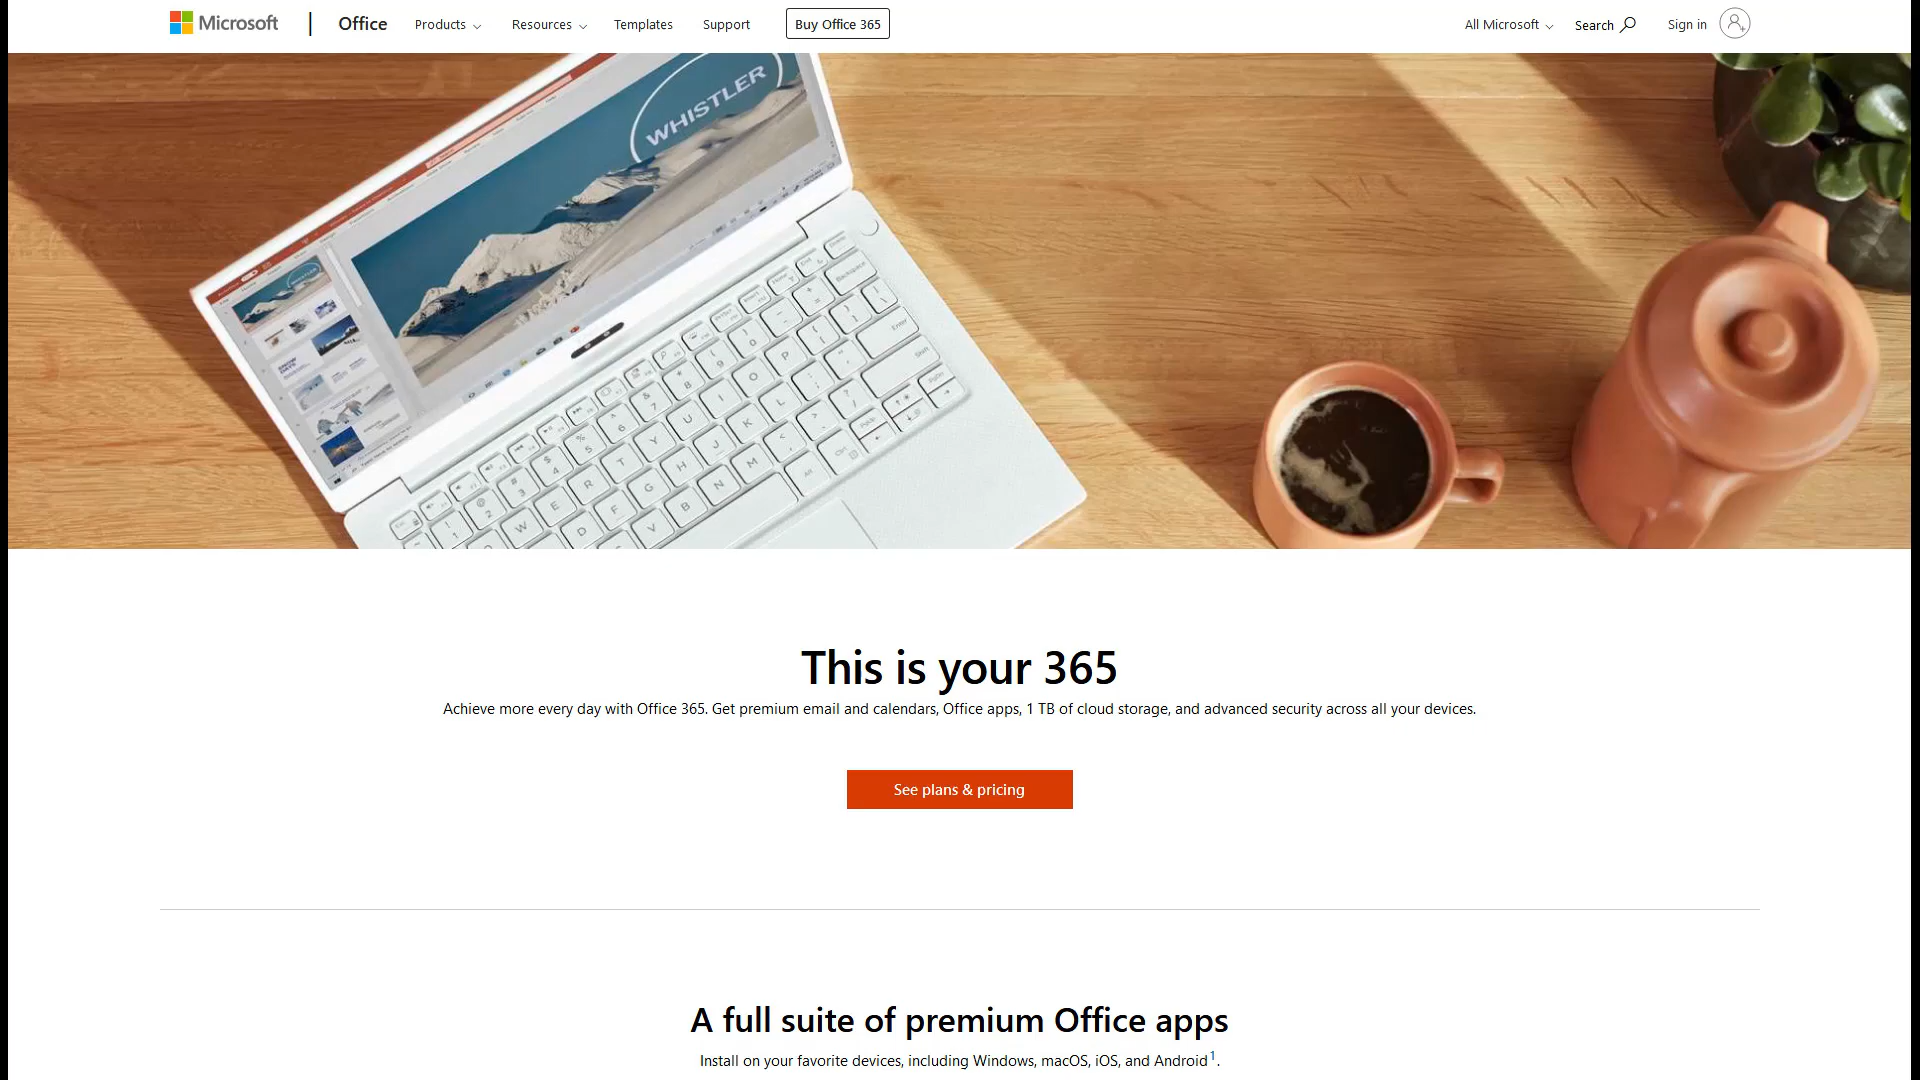 Microsoft
Office
Products
Resources
Templates
Support
Buy Office 365
All Microsoft
Search
Sign in
WHISTLER
This is your 365
Achieve more every day with Office 365. Get premium email and calendars, Office apps, 1 TB of cloud storage, and advanced security across all your devices.
See plans & pricing
A full suite of premium Office apps
Install on your favorite devices, including Windows, macOS, iOS, and Android1.